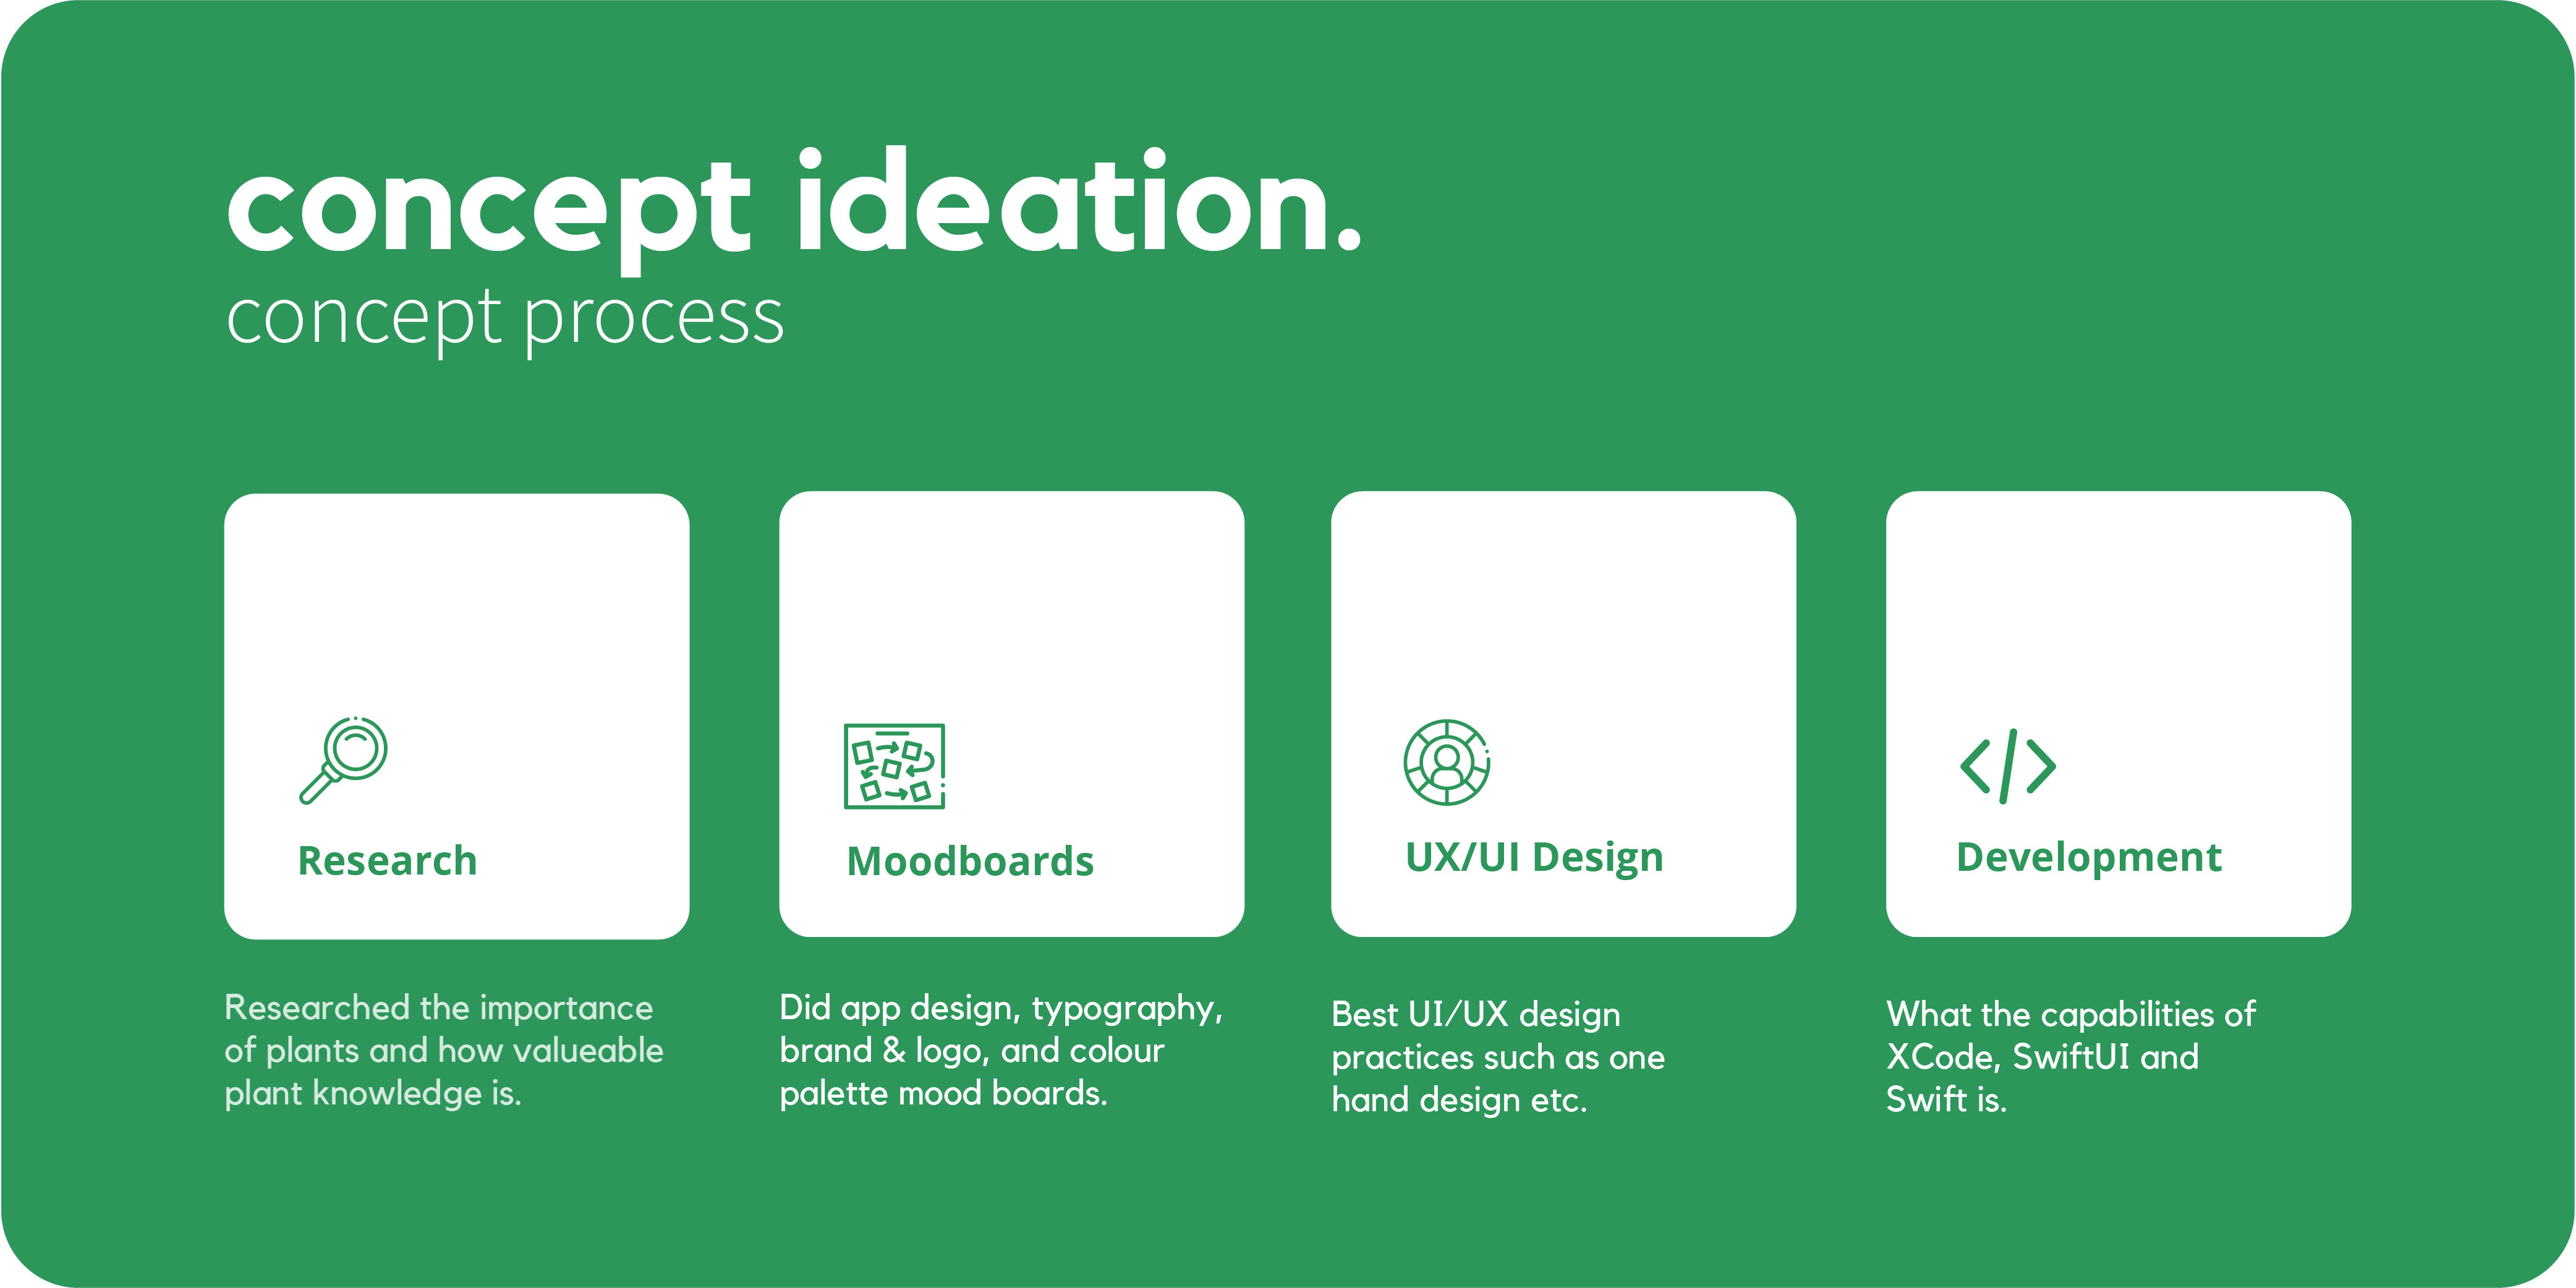 concept ideation.
concept process
Research
Moodboards
UX/UI Design
Development
Researched the importance
of plants and how valueable
plant knowledge is.
Did app design, typography,
brand & logo, and colour
palette mood boards.
Best UI/UX design
practices such as one
hand design etc.
What the capabilities of
XCode, SwiftUI and
Swift is.